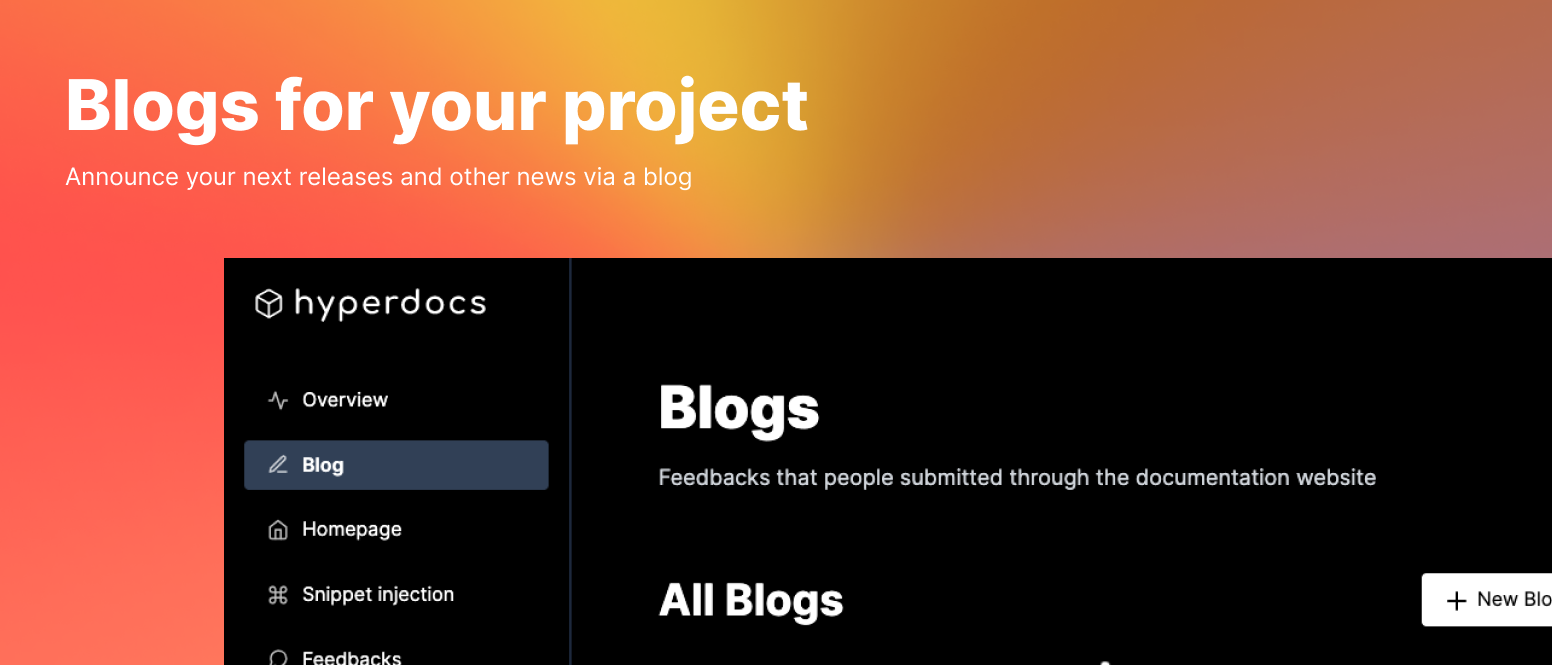 Blogs for your project
Announce your next releases and other news via a blog
hyperdocs
Overview
Blog
Homepage
Snippet injection
Feedbacks
Blogs
Feedbacks that people submitted through the documentation website
All Blogs
New Blo